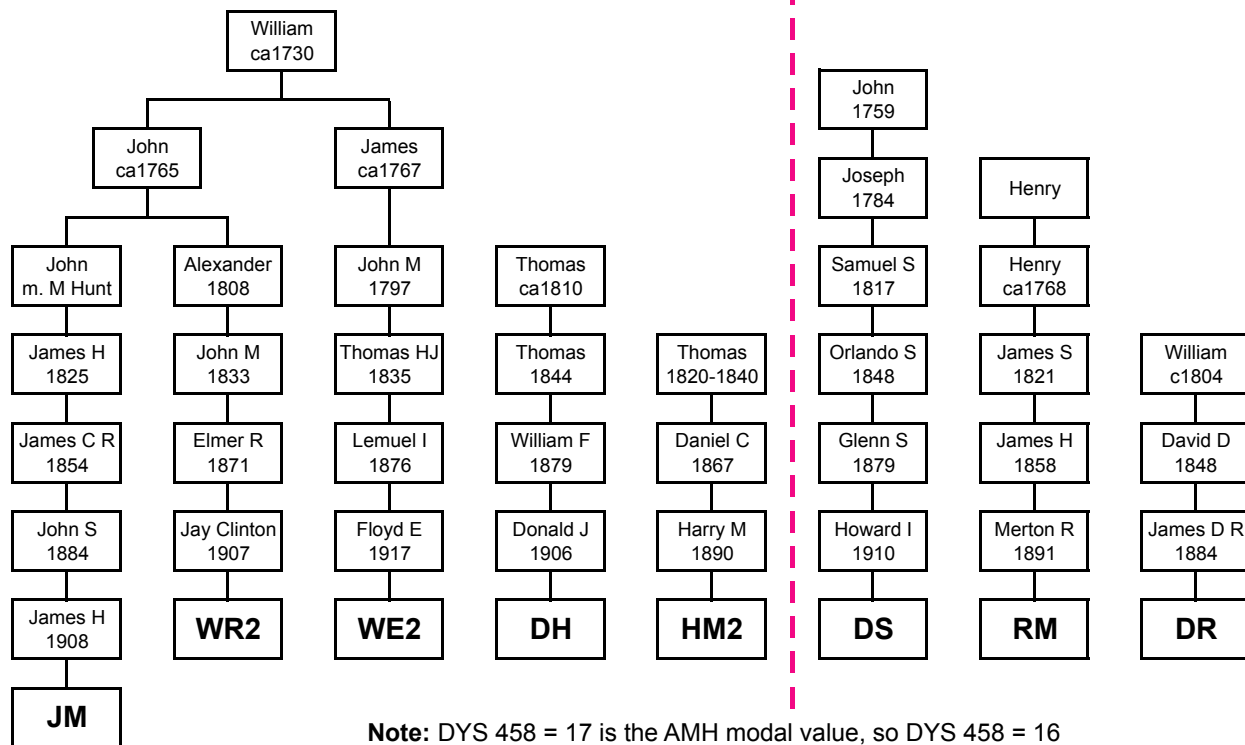 William
ca1730
John
1759
John
ca1765
James
ca1767
Joseph
1784
Henry
John
m. M Hunt
Alexander
1808
John M
1797
Thomas
ca1810
Samuel S
1817
Henry
ca1768
James H
1825
John M
1833
Thomas HJ
1835
Thomas
1844
Thomas
1820-1840
Orlando S
1848
James S
1821
William
c1804
James C R
1854
Elmer R
1871
Lemuel I
1876
William F
1879
Daniel C
1867
Glenn S
1879
James H
1858
David D
1848
John S
1884
Jay Clinton
1907
Floyd E
1917
Donald J
1906
Harry M
1890
Howard I
1910
Merton R
1891
James D R
1884
James H
1908
WR2
WE2
DH
HM2
DS
RM
DR
JM
Note: DYS 458 = 17 is the AMH modal value, so DYS 458 = 16